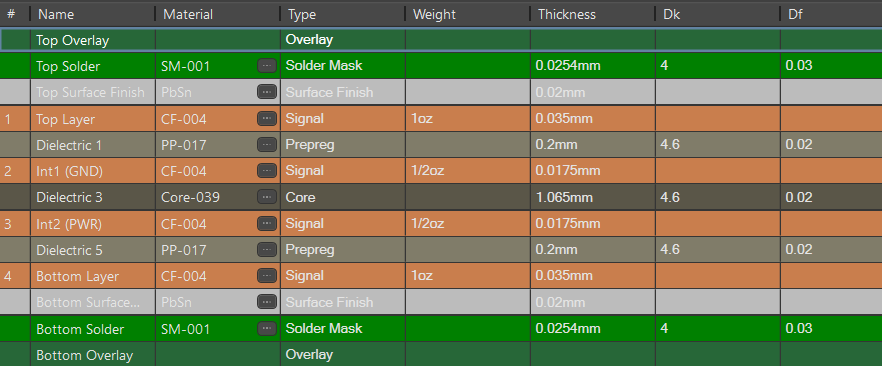 # Name Material Type Weight Thickness Dk Df
Top Overlay Overlay
Top Solder SM-001 Solder Mask 0.0254mm 4 0.03
Top Surface Finish PbSn Surface Finish 0.02mm
1 Top Layer CF-004 Signal 1oz 0.035mm
Dielectric 1 PP-017 Prepreg 0.2mm 4.6 0.02
2 Int1 (GND) CF-004 Signal 1/2oz 0.0175mm
Dielectric 3 Core-039 Core 1.065mm 4.6 0.02
3 Int2 (PWR) CF-004 Signal 1/2oz 0.0175mm
Dielectric 5 PP-017 Prepreg 0.2mm 4.6 0.02
4 Bottom Layer CF-004 Signal 1oz 0.035mm
Bottom Surface... PbSn Surface Finish 0.02mm
Bottom Solder SM-001 Solder Mask 0.0254mm 4 0.03
Bottom Overlay Overlay